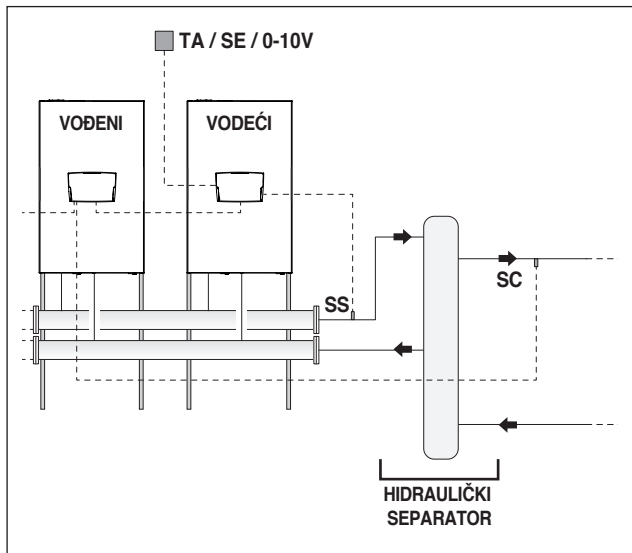 TA / SE / 0-10V
VOĐENI
VODEĆI
SS
SC
HIDRAULIČKI
SEPARATOR